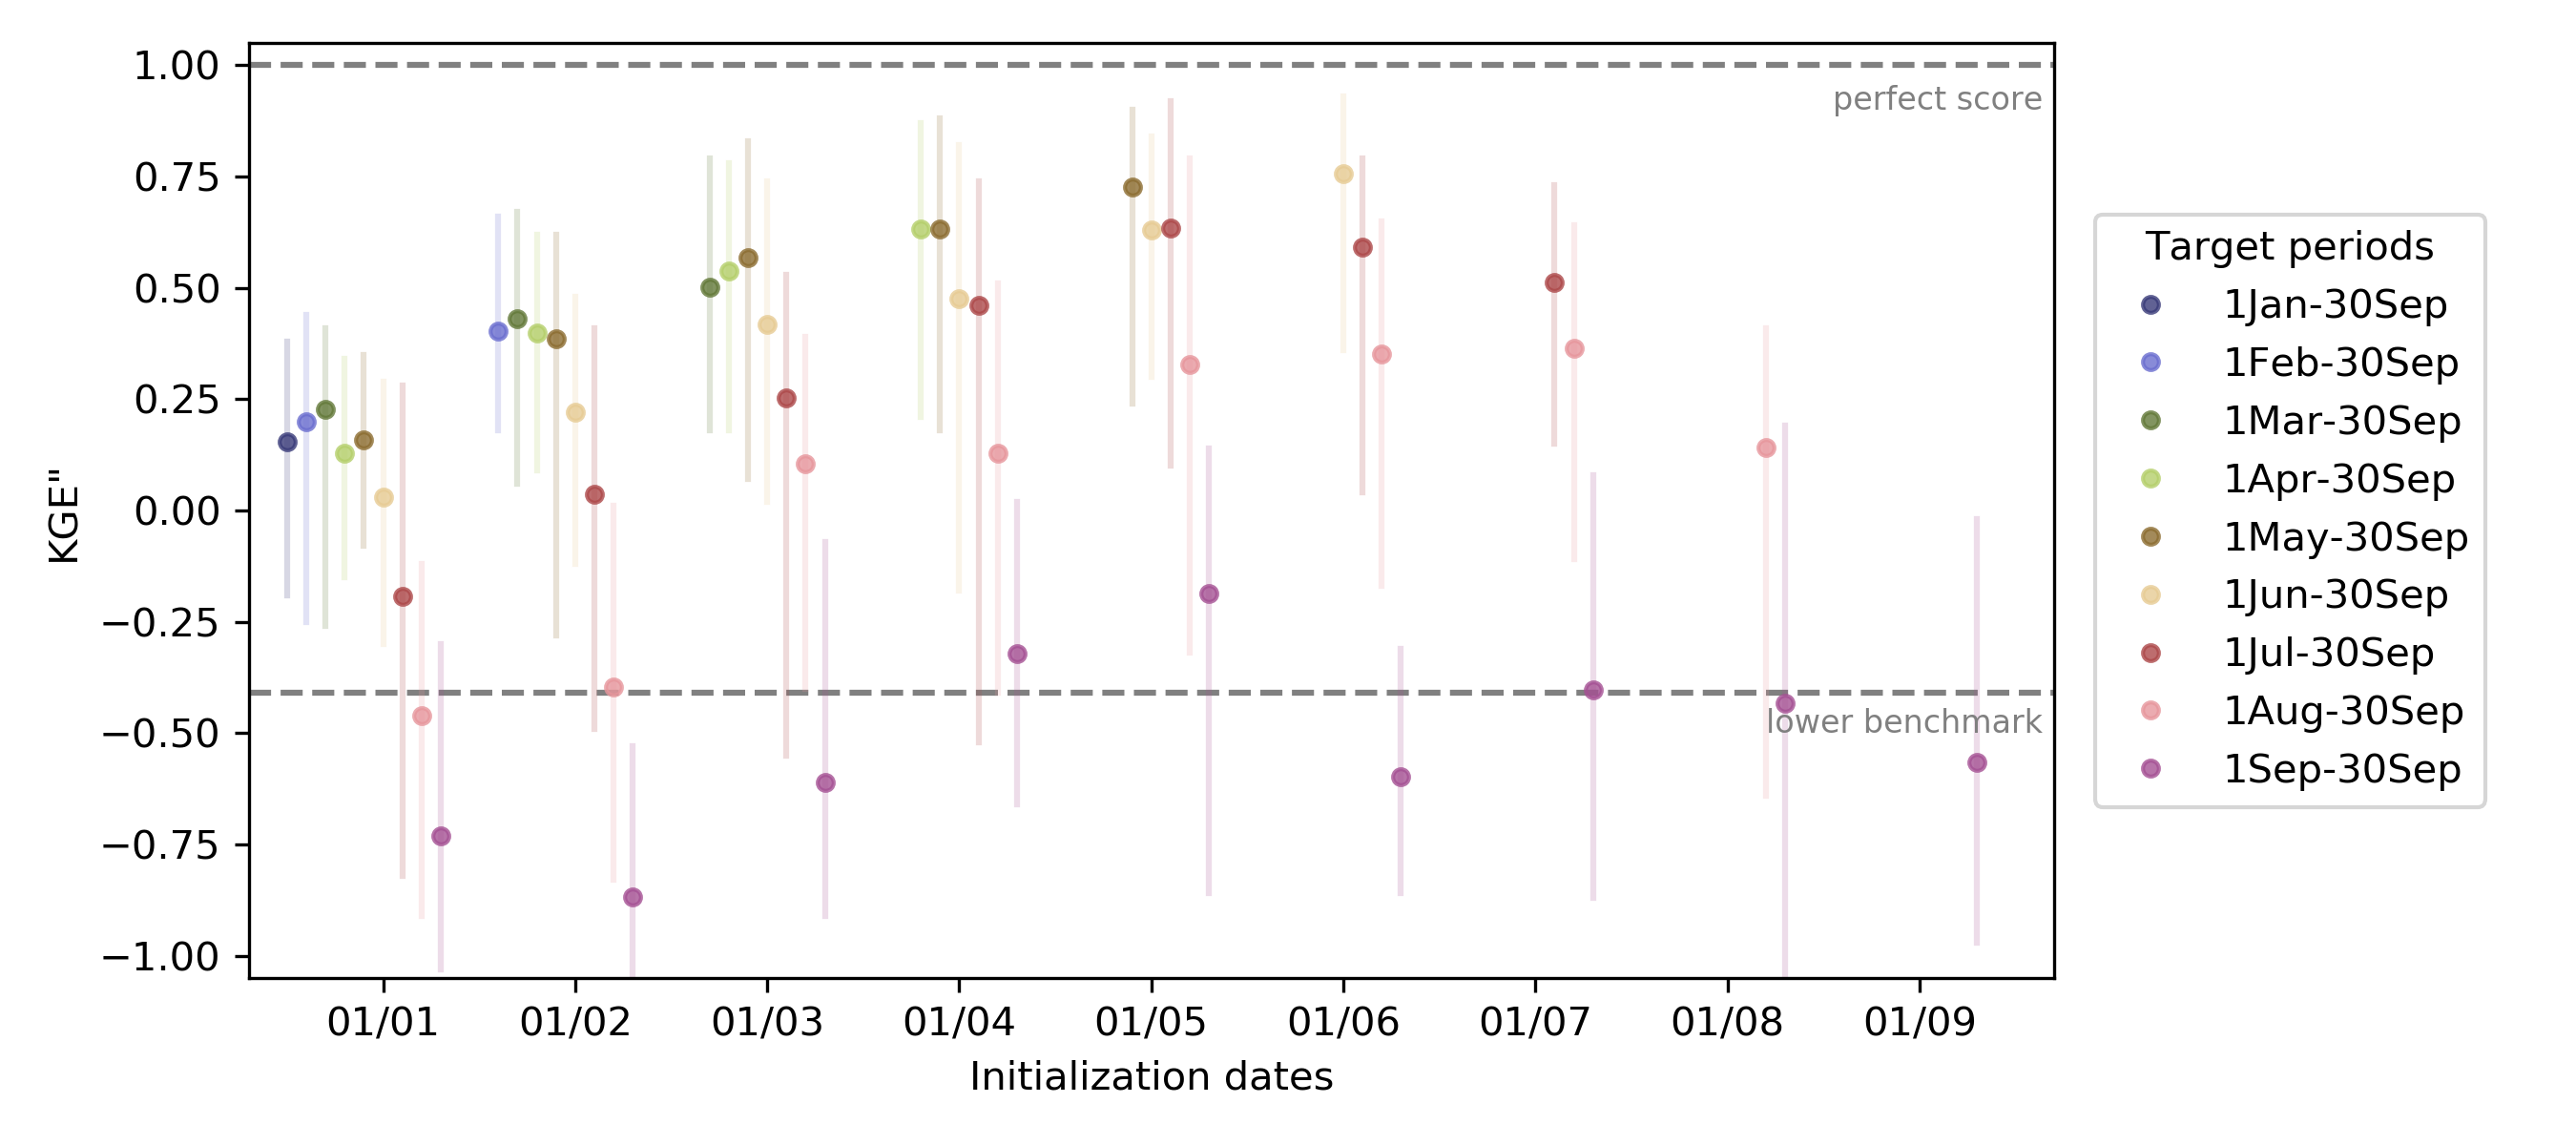 1.00
0.75
0.50
0.25
0.00
−0.25
−0.50
−0.75
−1.00
KGE"
perfect score
lower benchmark
01/01 01/02 01/03 01/04 01/05 01/06 01/07 01/08 01/09
Initialization dates
Target periods
1Jan-30Sep
1Feb-30Sep
1Mar-30Sep
1Apr-30Sep
1May-30Sep
1Jun-30Sep
1Jul-30Sep
1Aug-30Sep
1Sep-30Sep